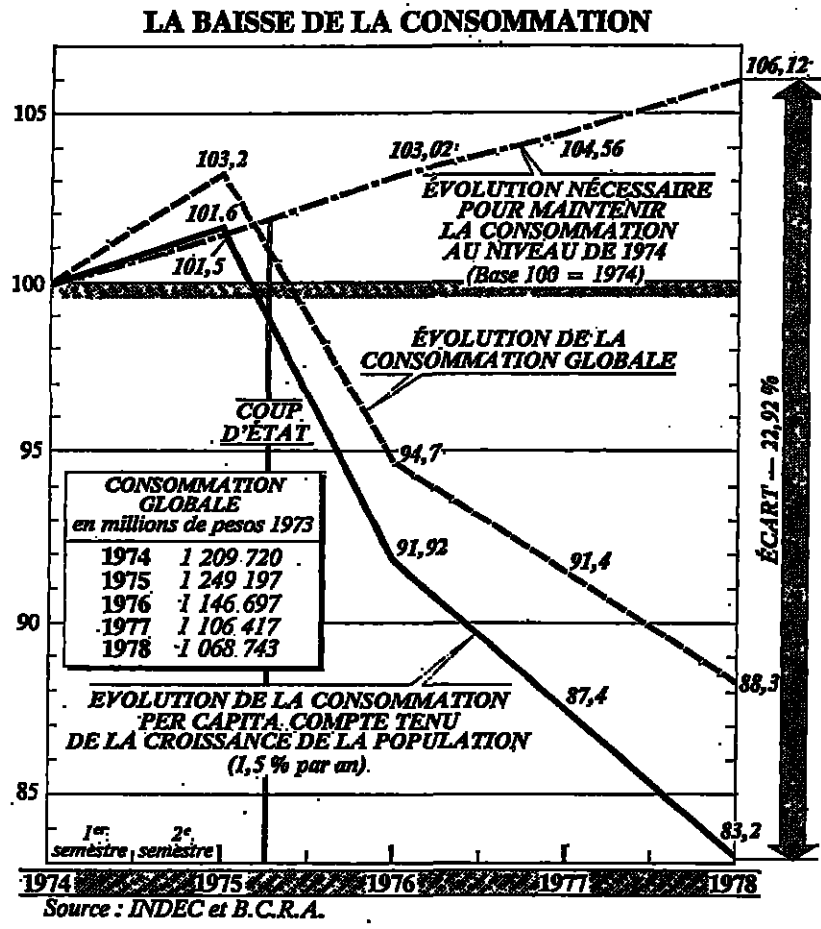 LA BAISSE DE LA CONSOMMATION
106,12
105
103,2
103,02
104,56
101,6
ÉVOLUTION NÉCESSAIRE
POUR MAINTENIR
LA CONSOMMATION
AU NIVEAU DE 1974
(Base 100 = 1974)
101,5
100
ÉVOLUTION DE LA
CONSOMMATION GLOBALE
COUP
D'ÉTAT
95
94,7
ÉCART — 22,92 %
CONSOMMATION
GLOBALE
en millions de pesos 1973
1974 1 209 720
1975 1 249 197
1976 1 146 697
1977 1 106 417
1978 1 068 743
91,92
91,4
90
88,3
87,4
EVOLUTION DE LA CONSOMMATION
PER CAPITA COMPTE TENU
DE LA CROISSANCE DE LA POPULATION
(1,5 % par an)
85
83,2
1er semestre
2e semestre
1974 1975 1976 1977 1978
Source : INDEC et B.C.R.A.